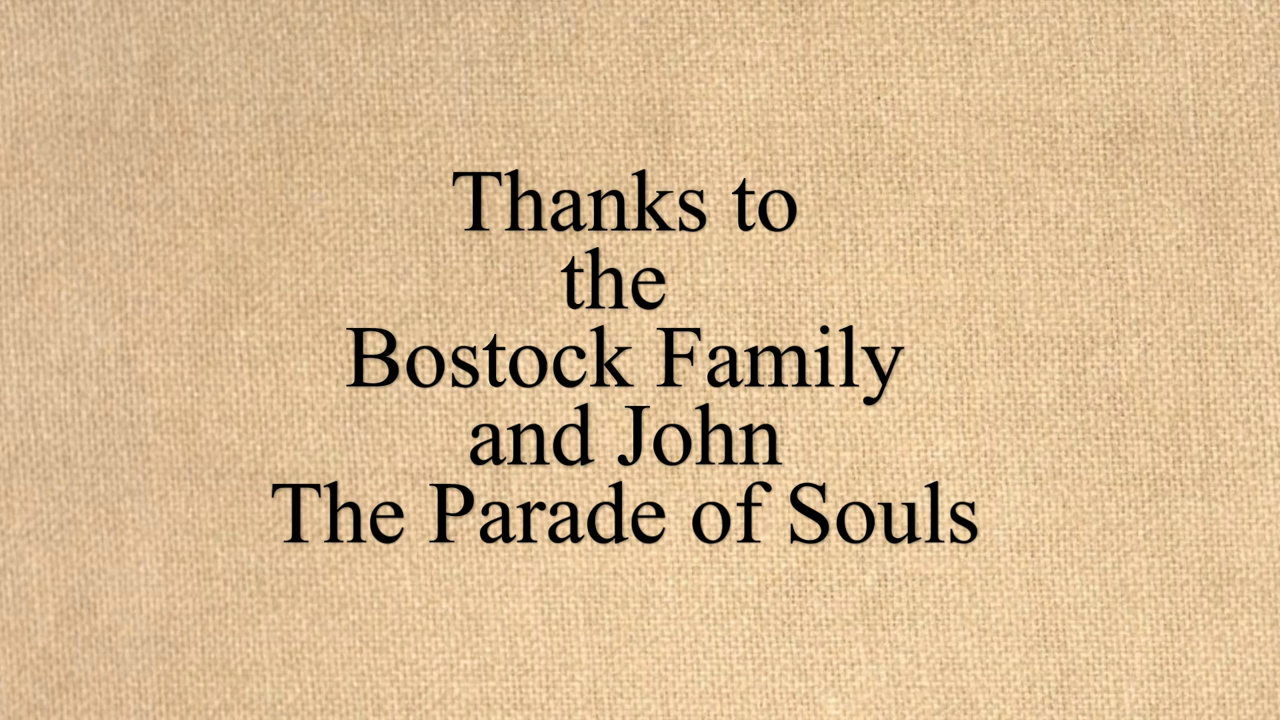 Thanks to
the
Bostock Family
and John
The Parade of Souls